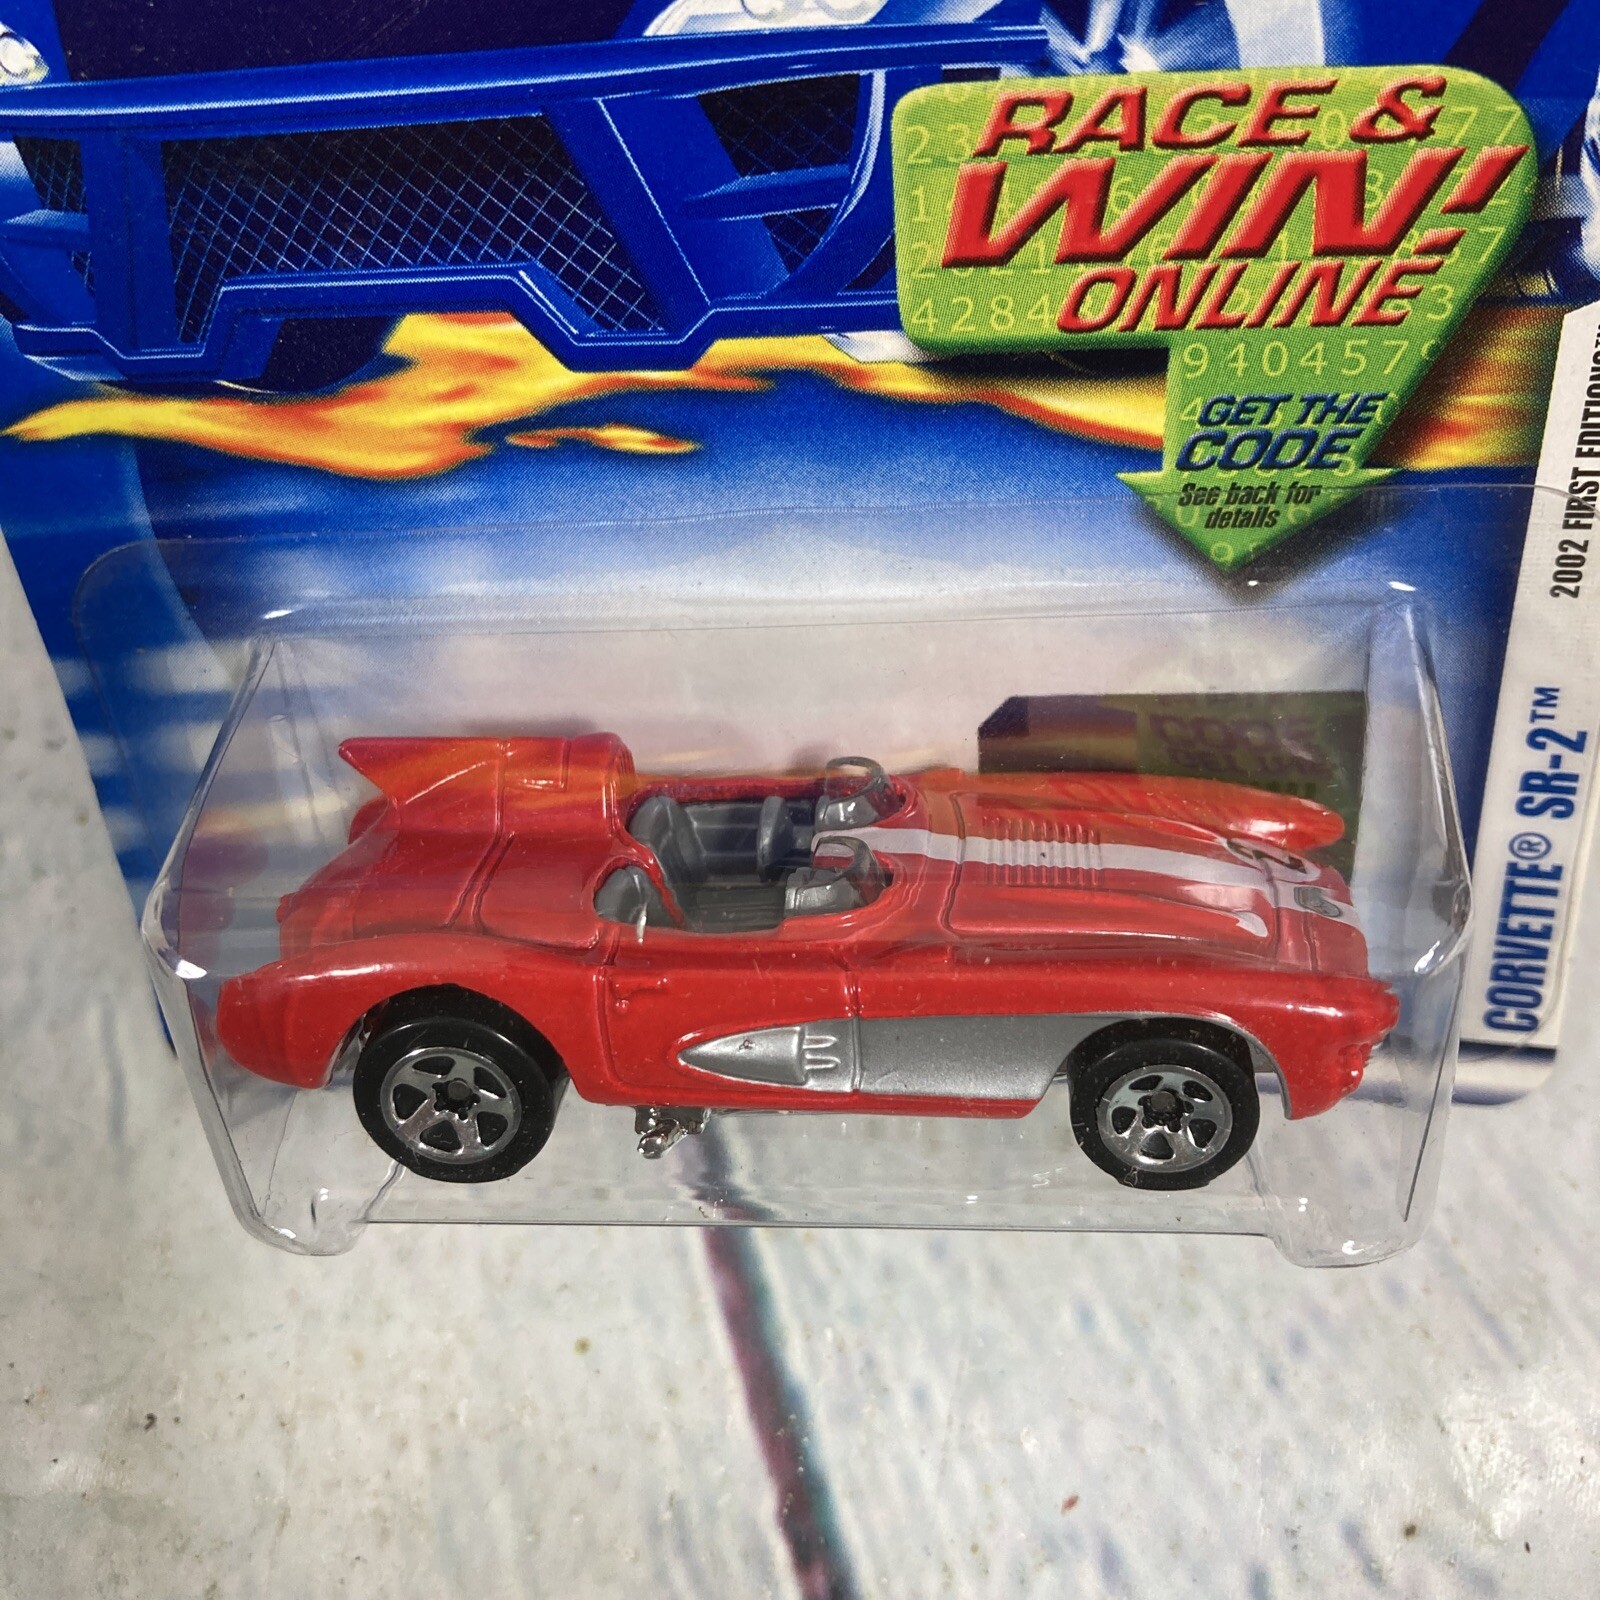 RACE &
WIN!
ONLINE
GET THE
CODE
See back for
details
2002 FIRST EDITIONS
CORVETTE® SR-2™